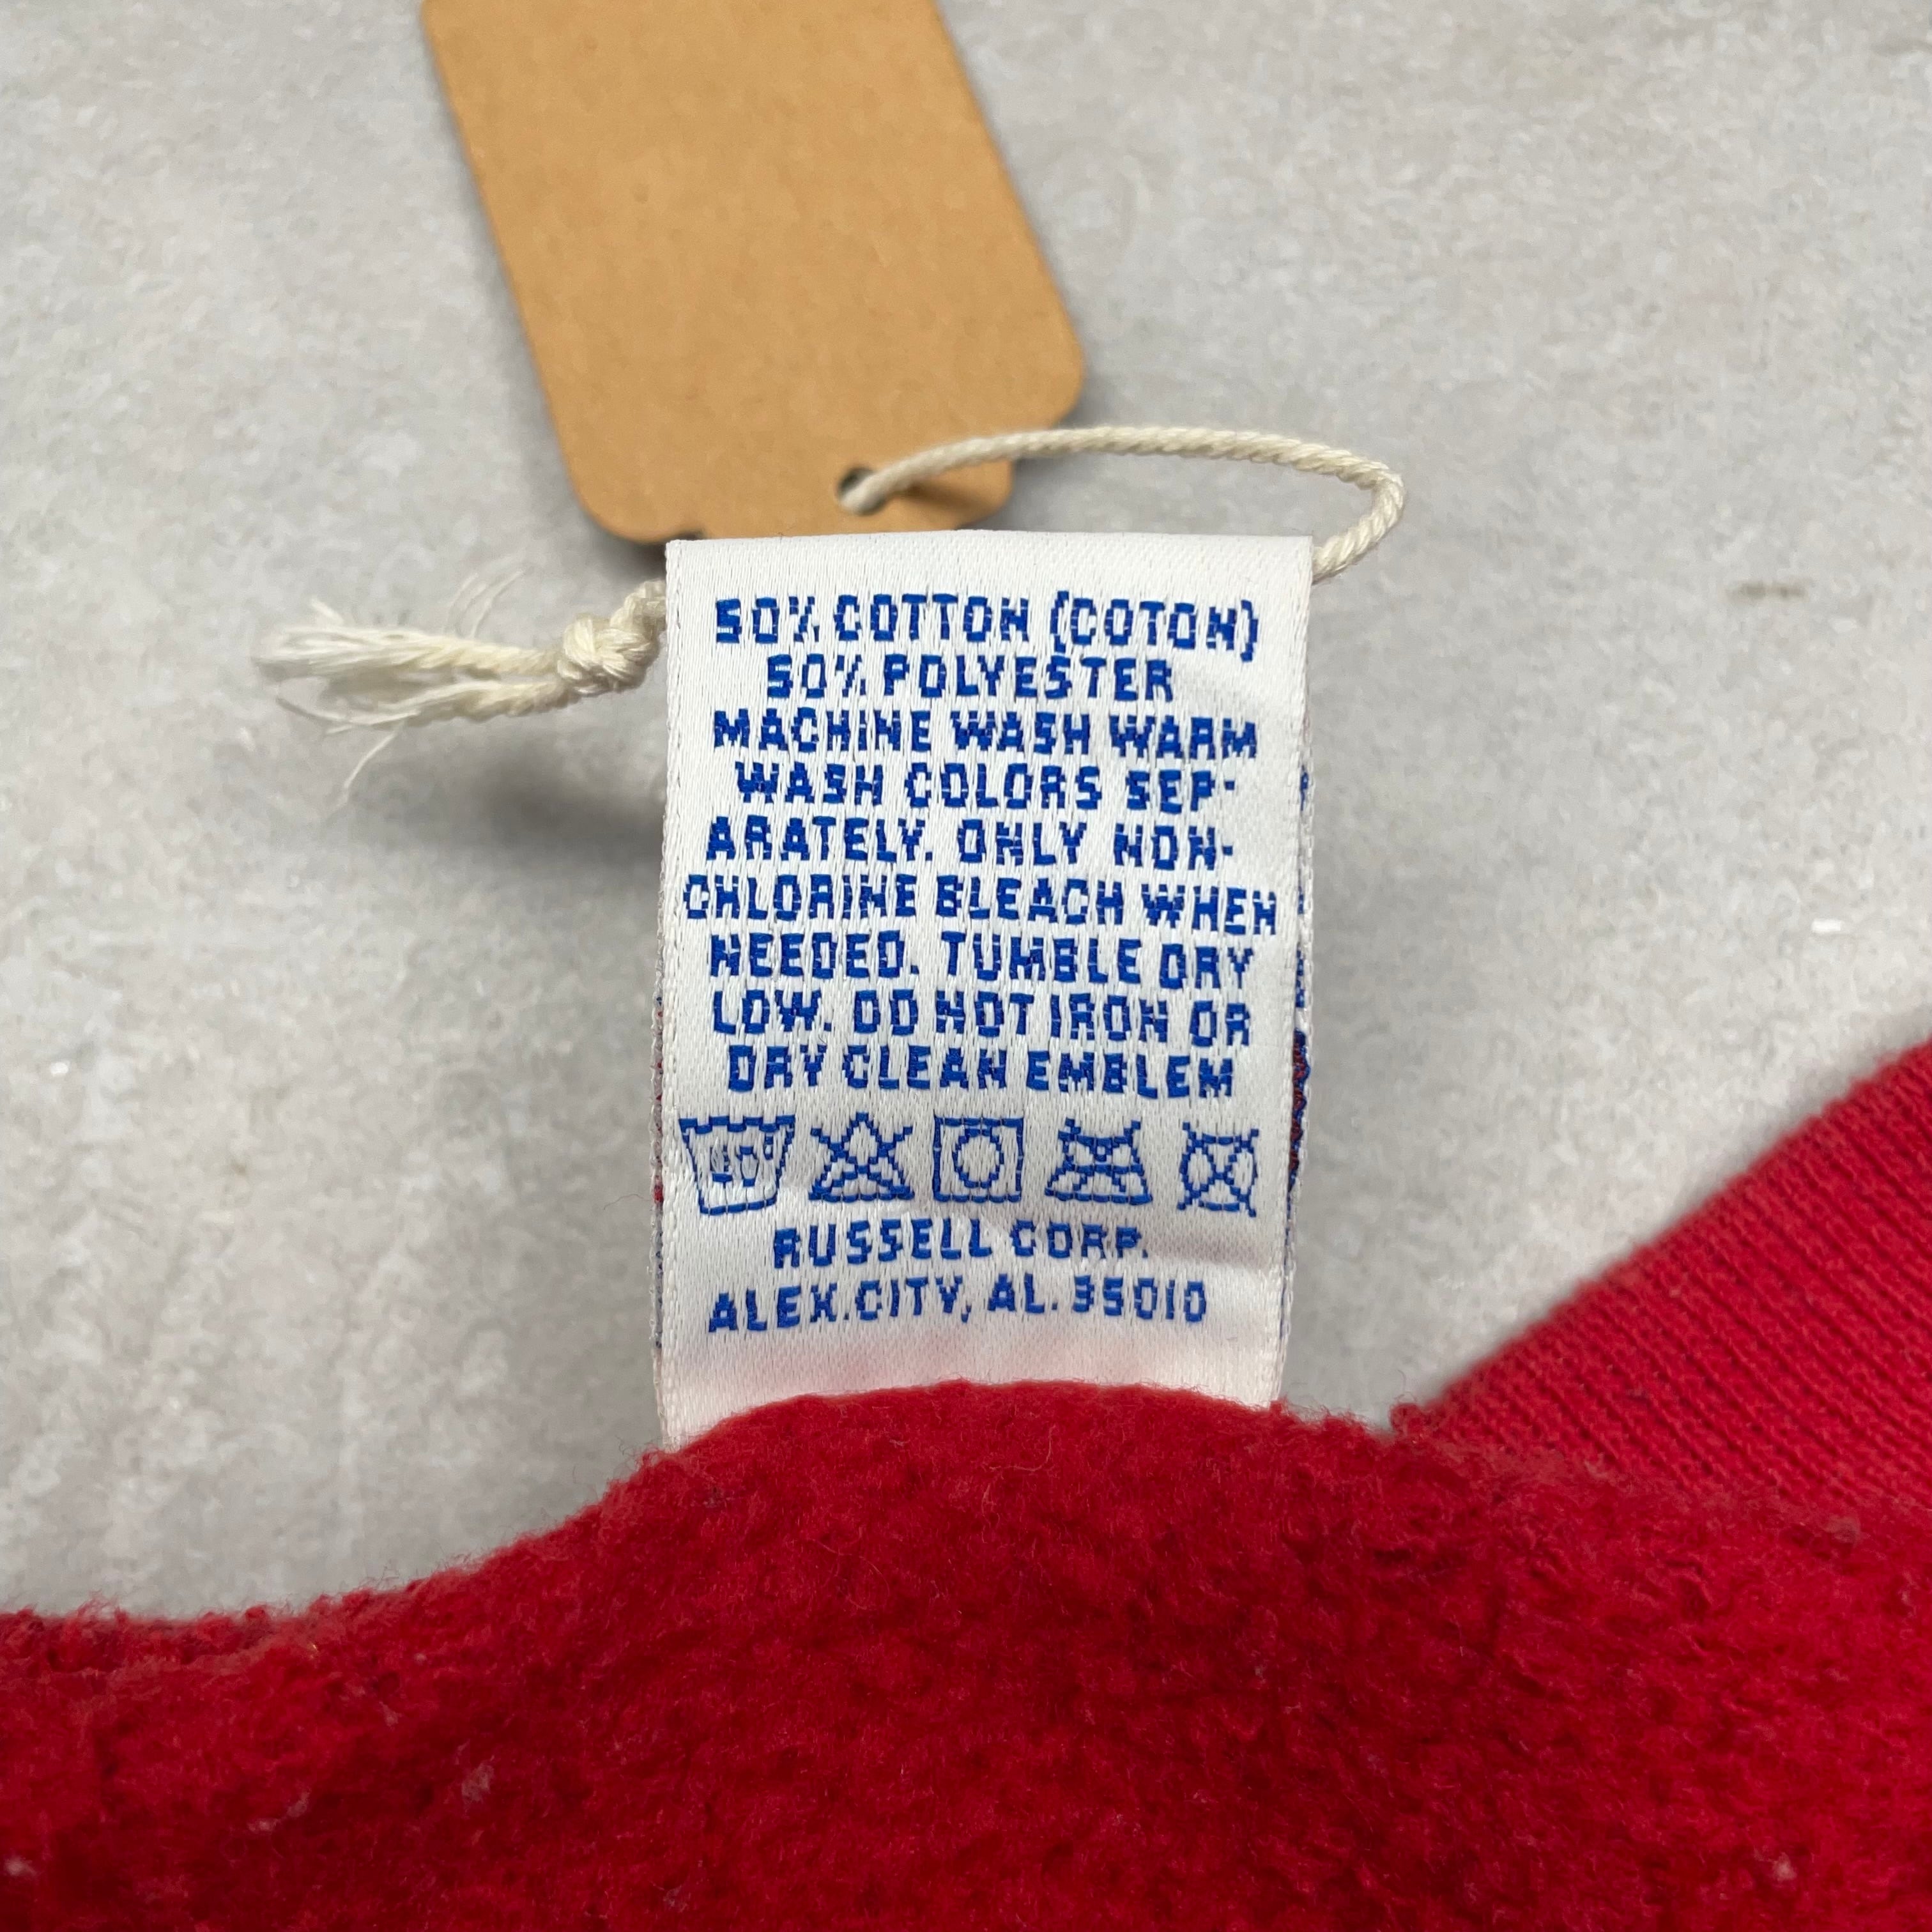 50% COTTON (COTON)
50% POLYESTER
MACHINE WASH WARM
WASH COLORS SEP-
ARATELY. ONLY NON-
CHLORINE BLEACH WHEN
NEEDED. TUMBLE DRY
LOW. DO NOT IRON OR
DRY CLEAN EMBLEM
40°
RUSSELL CORP.
ALEX.CITY, AL. 35010